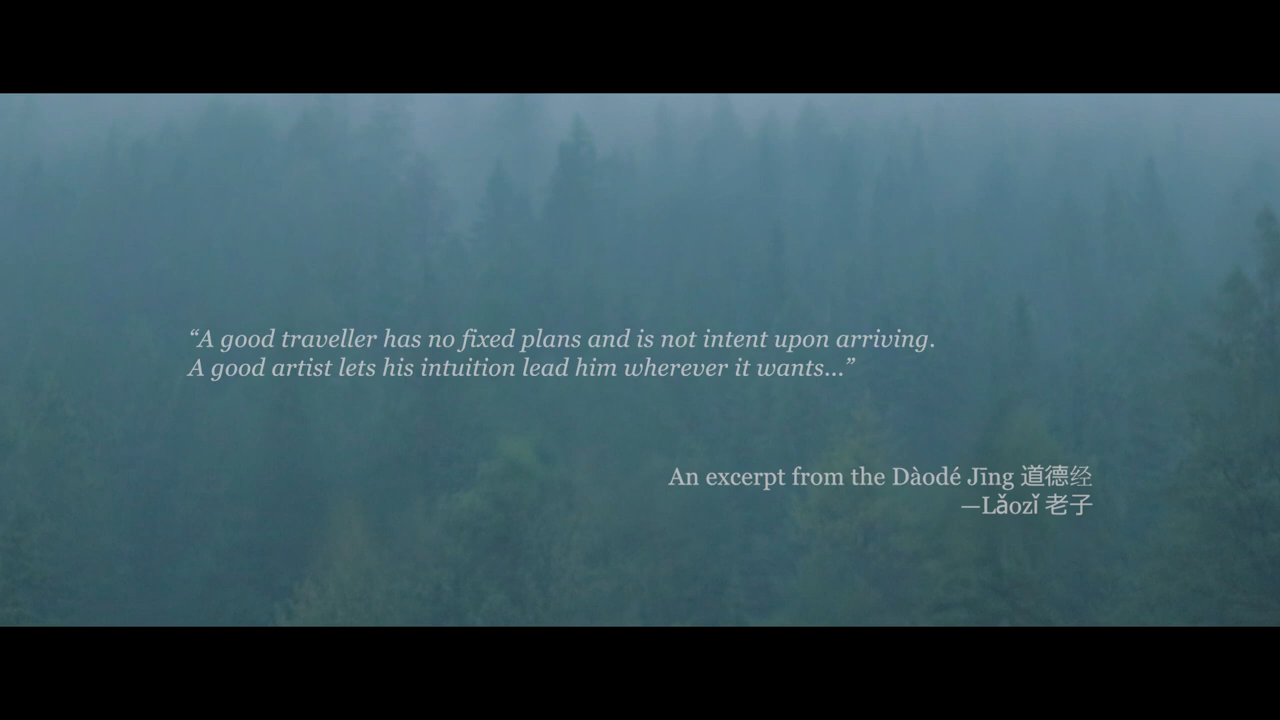 “A good traveller has no fixed plans and is not intent upon arriving.
A good artist lets his intuition lead him wherever it wants...”
An excerpt from the Dàodé Jīng 道德经
—Lǎozǐ 老子